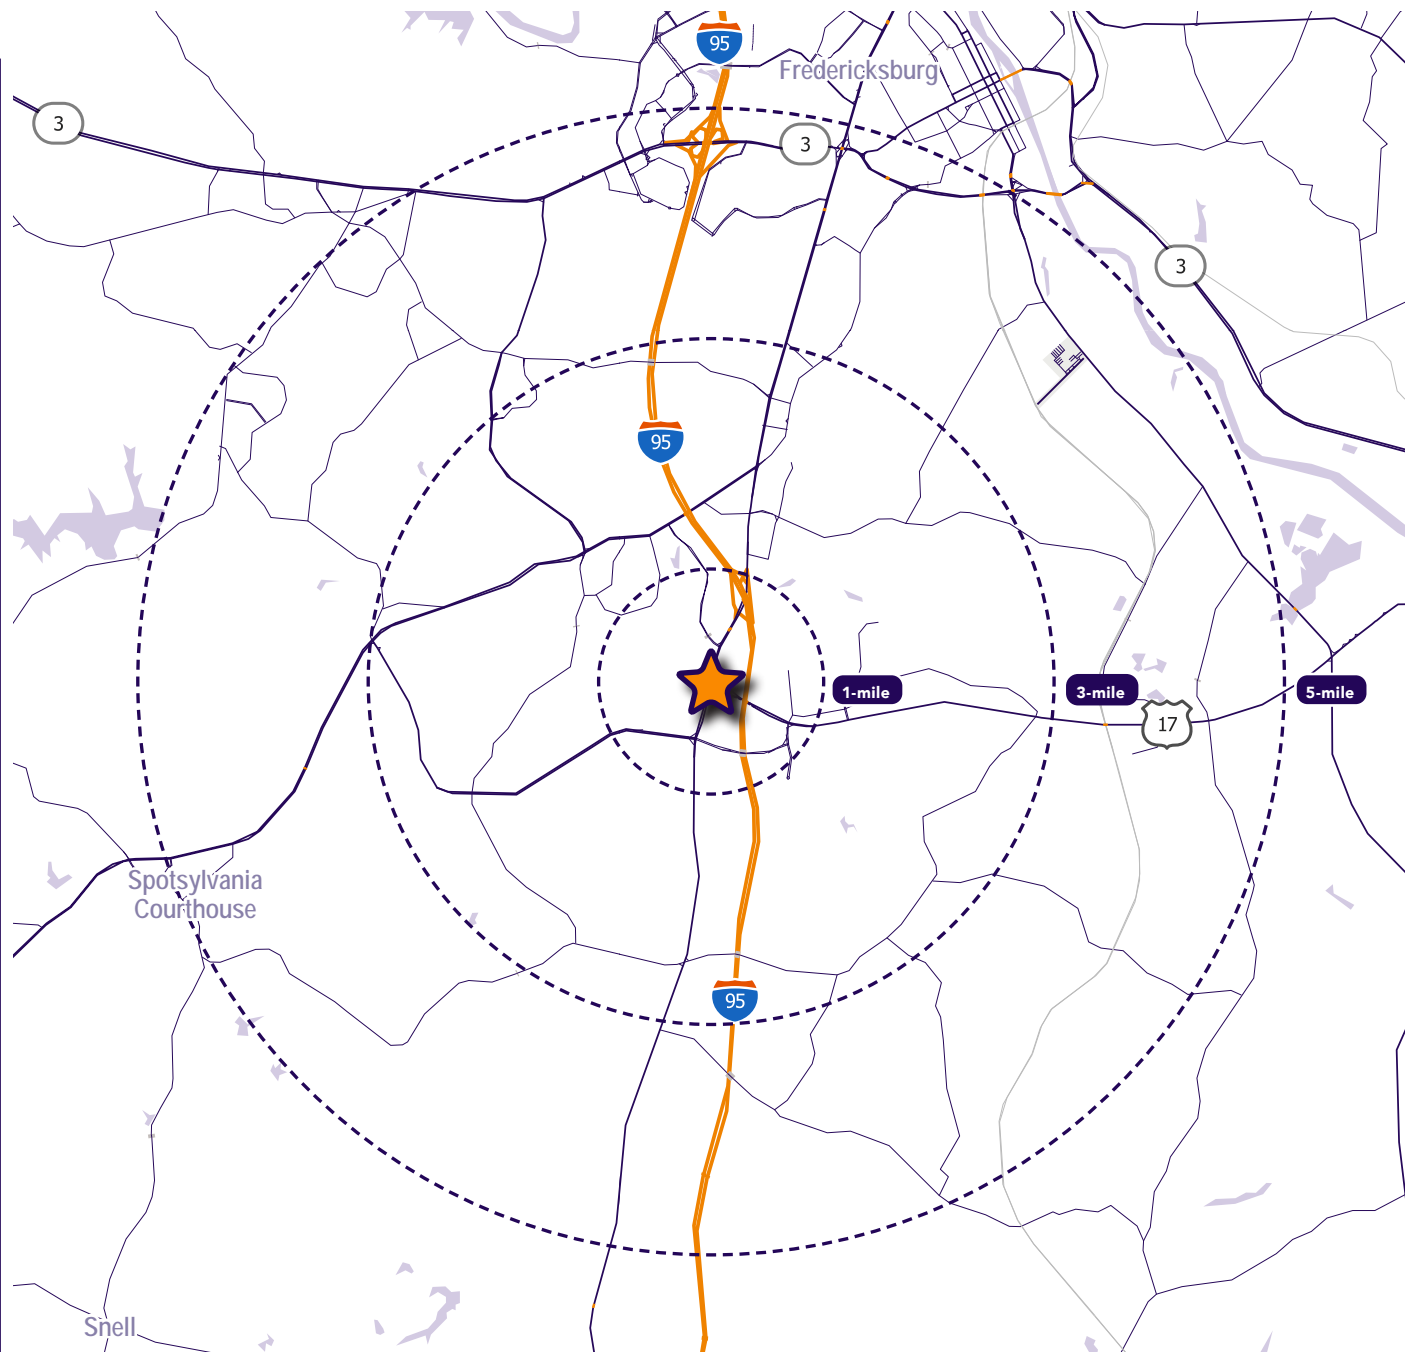 95
Fredericksburg
3
3
3
95
1-mile
3-mile
5-mile
17
Spotsylvania
Courthouse
95
Snell